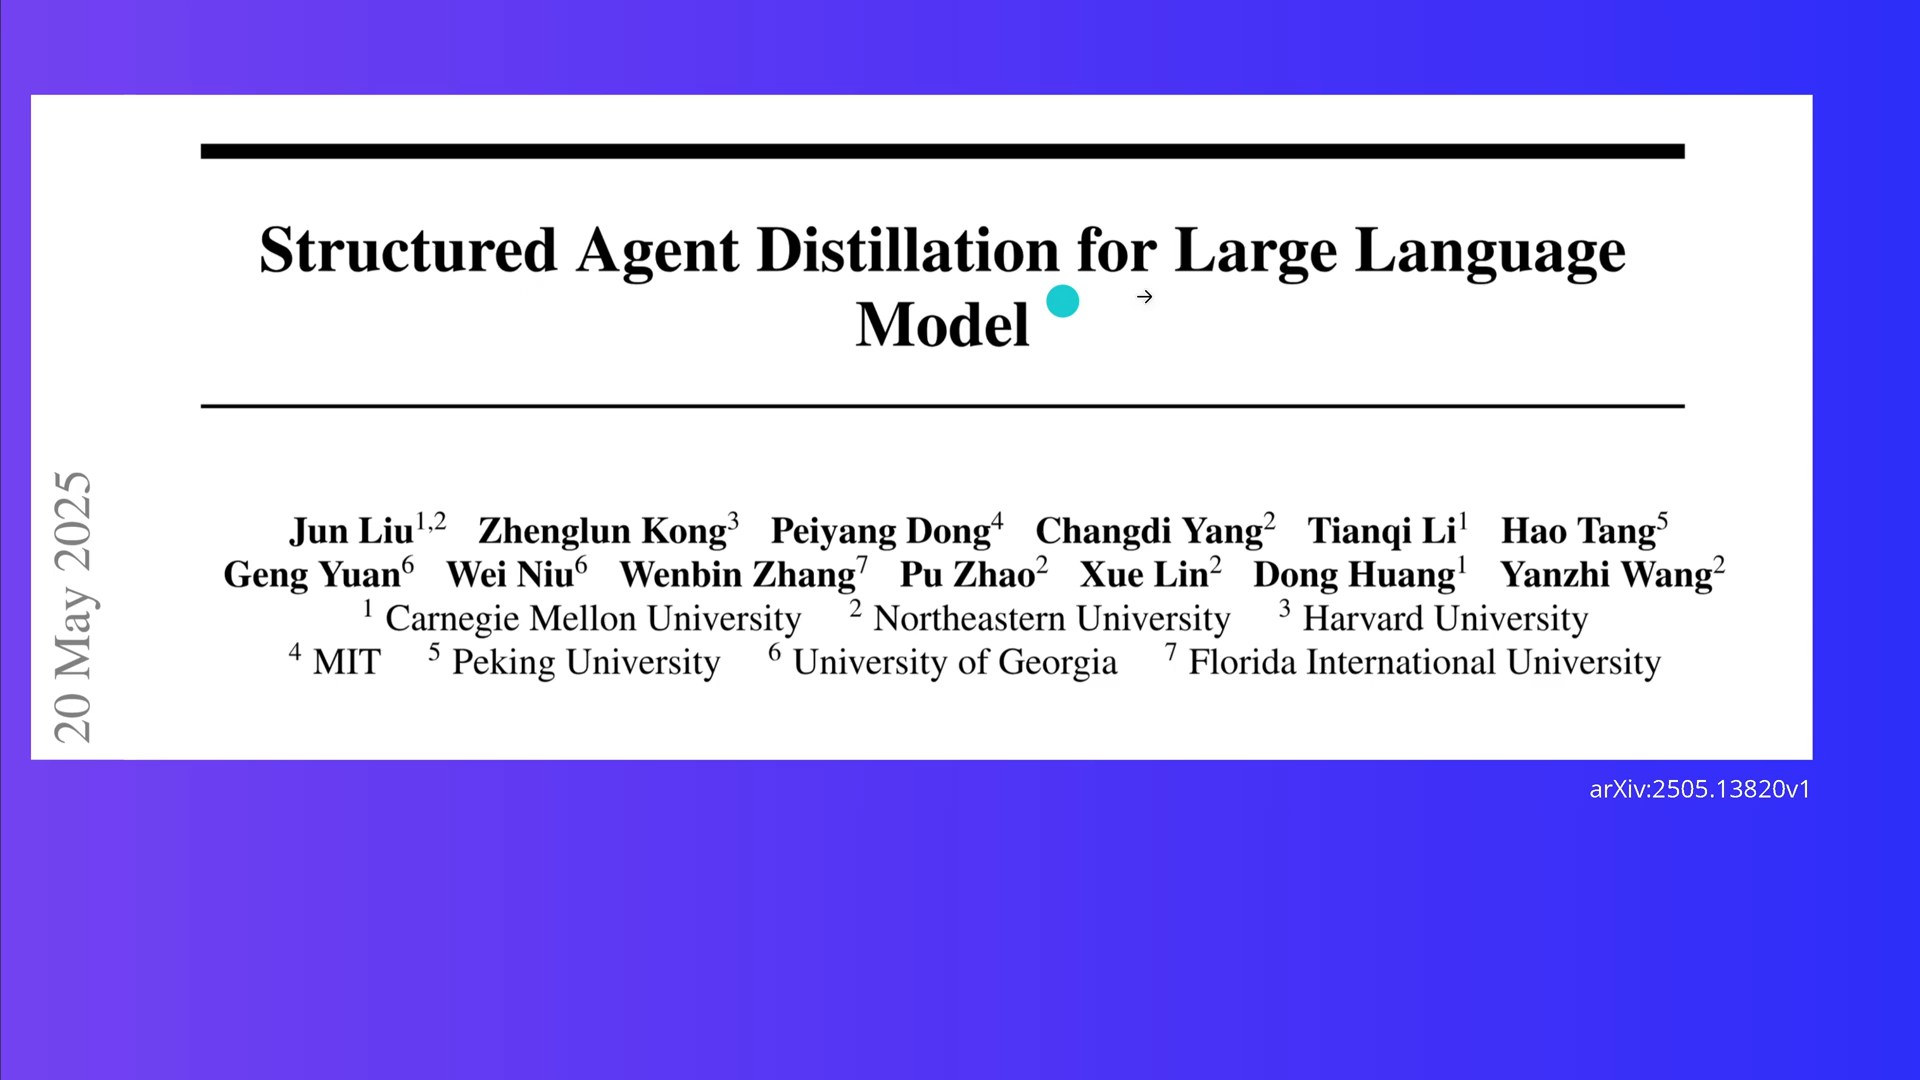 Structured Agent Distillation for Large Language
Model
→
20 May 2025
Jun Liu1,2 Zhenglun Kong3 Peiyang Dong4 Changdi Yang2 Tianqi Li1 Hao Tang5
Geng Yuan6 Wei Niu6 Wenbin Zhang7 Pu Zhao2 Xue Lin2 Dong Huang1 Yanzhi Wang2
1 Carnegie Mellon University 2 Northeastern University 3 Harvard University
4 MIT 5 Peking University 6 University of Georgia 7 Florida International University
arXiv:2505.13820v1